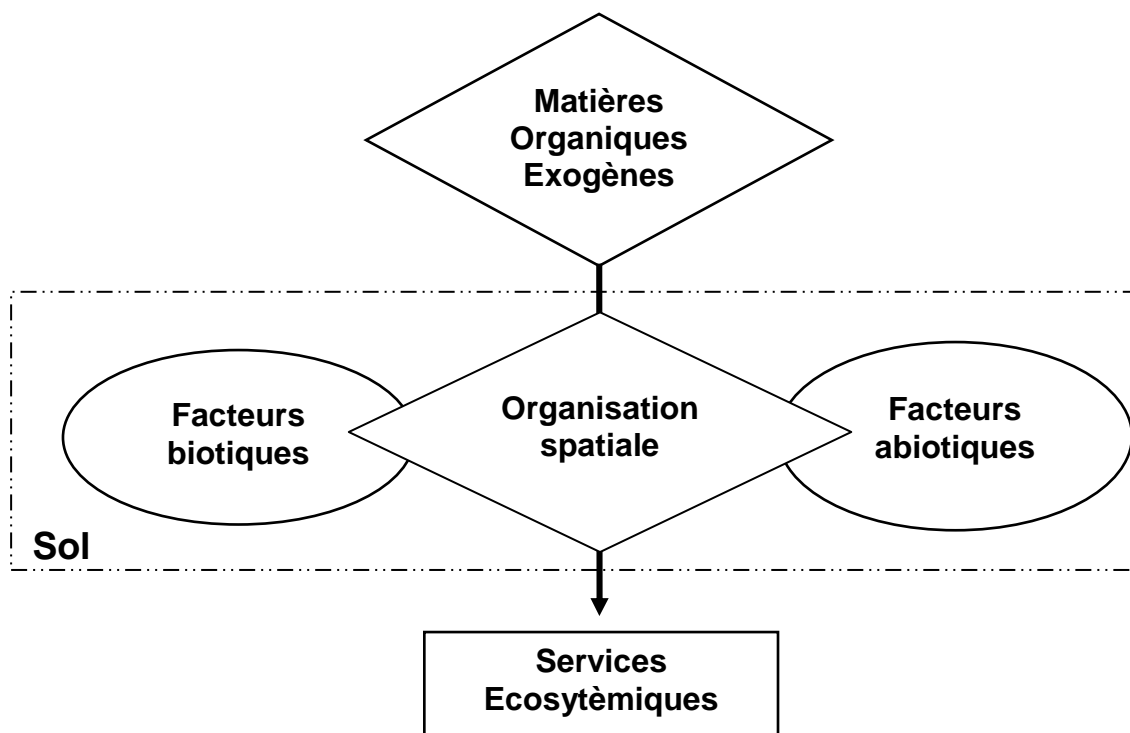 Matières
Organiques
Exogènes
Facteurs
biotiques
Organisation
spatiale
Facteurs
abiotiques
Sol
Services
Ecosytèmiques